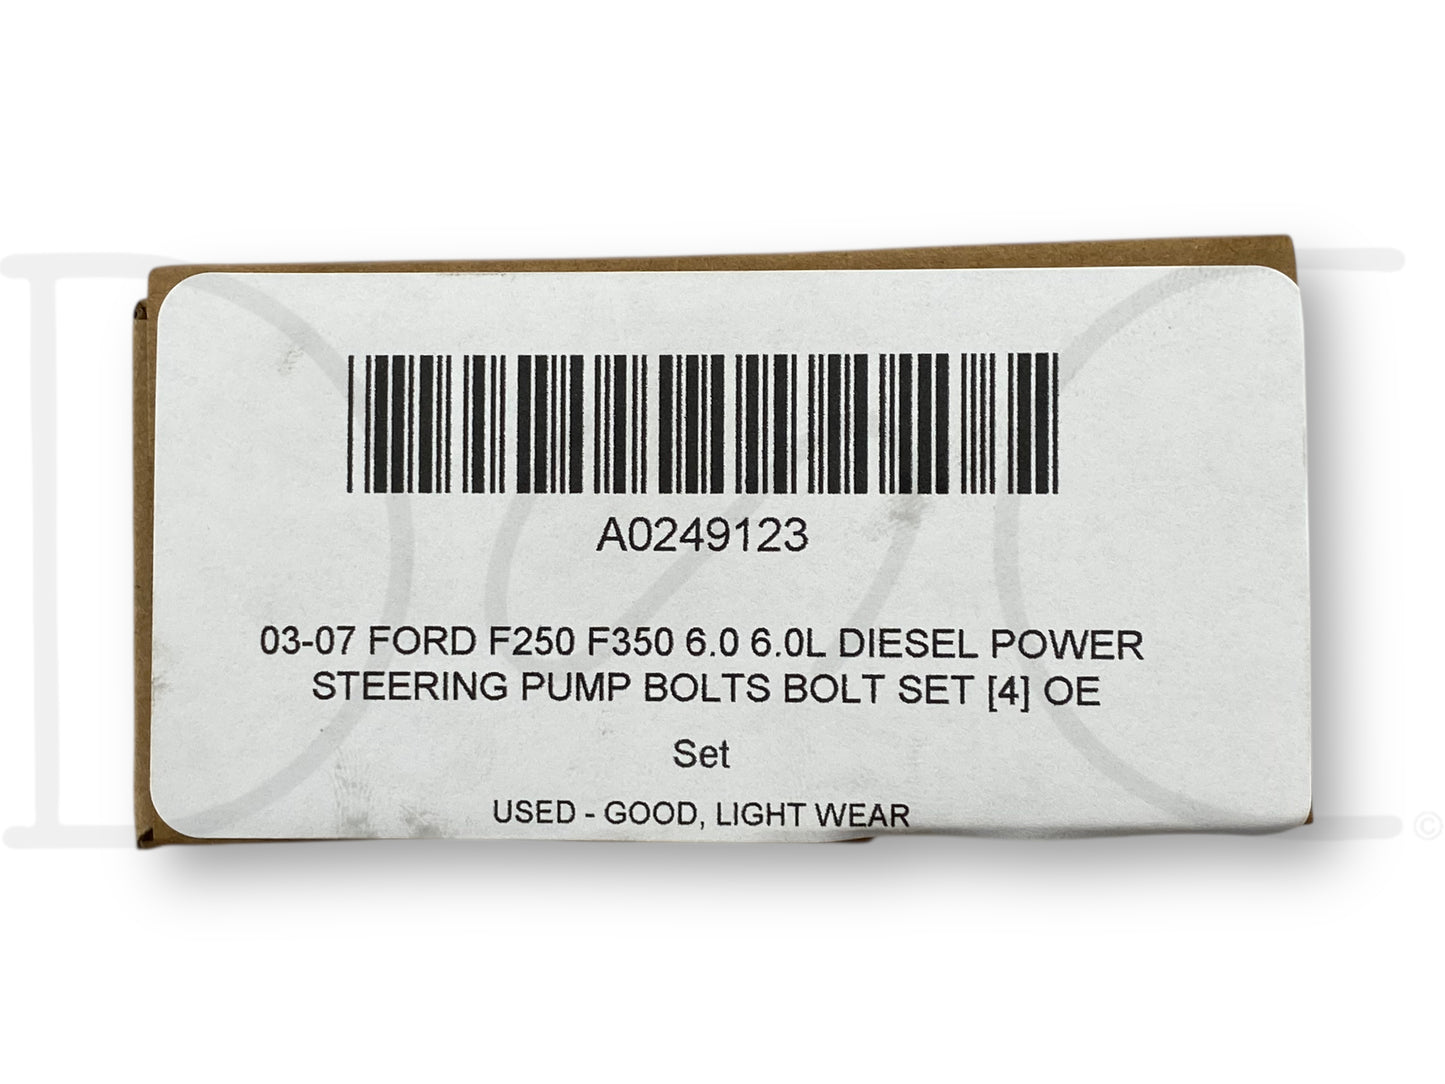 A0249123
03-07 FORD F250 F350 6.0 6.0L DIESEL POWER
STEERING PUMP BOLTS BOLT SET [4] OE
Set
USED - GOOD, LIGHT WEAR
©